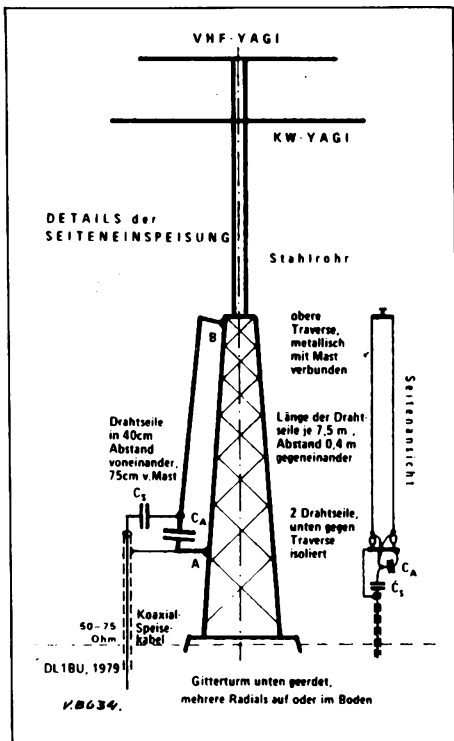 VHF-YAGI
KW-YAGI
DETAILS der
SEITENEINSPEISUNG
Stahlrohr
B
obere
Traverse,
metallisch
mit Mast
verbunden
Seitenansicht
Drahtseile
in 40cm
Abstand
voneinander,
75cm v.Mast
Länge der Draht-
seile je 7,5 m,
Abstand 0,4 m
gegeneinander
2 Drahtseile,
unten gegen
Traverse
isoliert
CS
CA
A
CA
CS
50-75
Ohm
Koaxial-
Speise-
kabel
DL1BU, 1979
Gitterturm unten geerdet,
mehrere Radials auf oder im Boden